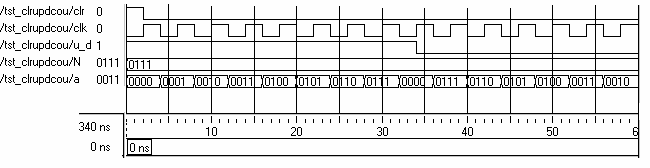 /tst_clrupdcou/clr 0
/tst_clrupdcou/clk 0
/tst_clrupdcou/u_d 1
/tst_clrupdcou/N 0111 0111
/tst_clrupdcou/a 0011 0000 0001 0010 0011 0100 0101 0110 0111 0000 0111 0110 0101 0100 0011 0010
340 ns 10 20 30 40 50 6
0 ns 0 ns